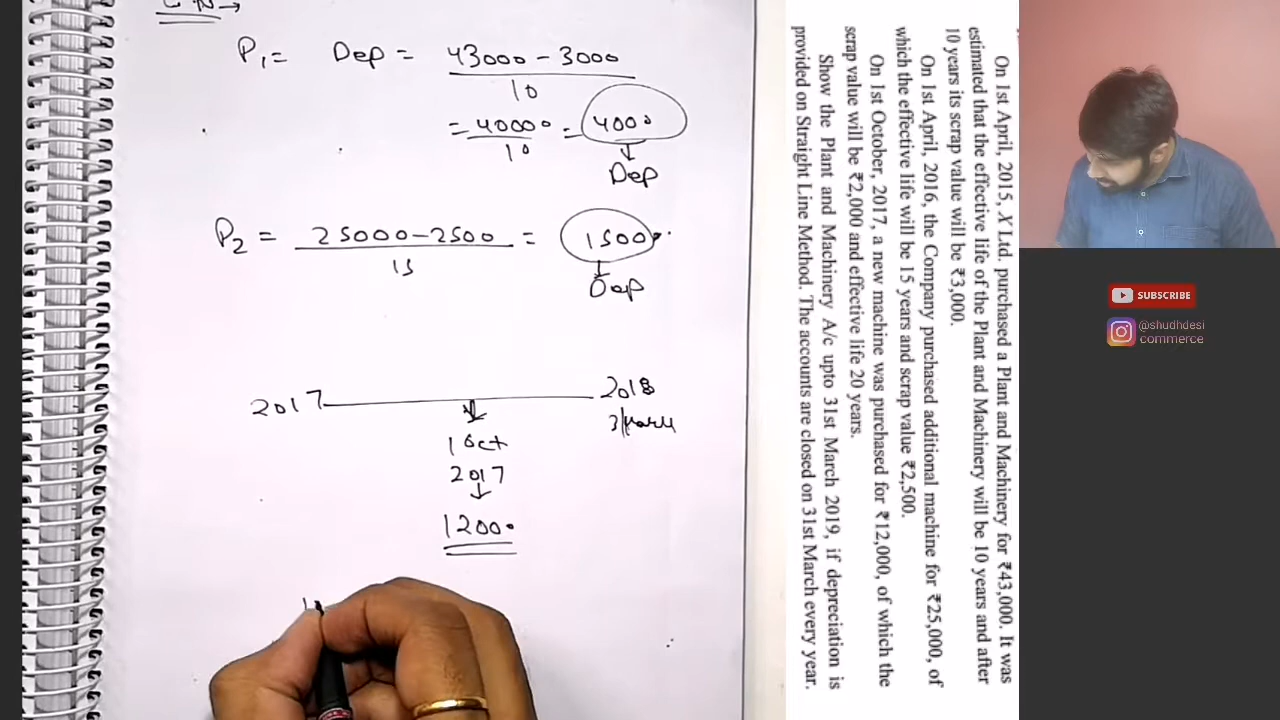 P₁ = Dep = 43000 - 3000
10
= 40000 = 4000
10
Dep
P₂ = 25000 - 2500 = 1500
15
Dep
2017 2018
31 March
1 Oct
2017
12000
On 1st April, 2015, X Ltd. purchased a Plant and Machinery for ₹43,000. It was
estimated that the effective life of the Plant and Machinery will be 10 years and after
10 years its scrap value will be ₹3,000.
On 1st April, 2016, the Company purchased additional machine for ₹25,000, of
which the effective life will be 15 years and scrap value ₹2,500.
On 1st October, 2017, a new machine was purchased for ₹12,000, of which the
scrap value will be ₹2,000 and effective life 20 years.
Show the Plant and Machinery A/c upto 31st March 2019, if depreciation is
provided on Straight Line Method. The accounts are closed on 31st March every year.
SUBSCRIBE
@shudhdesi
commerce